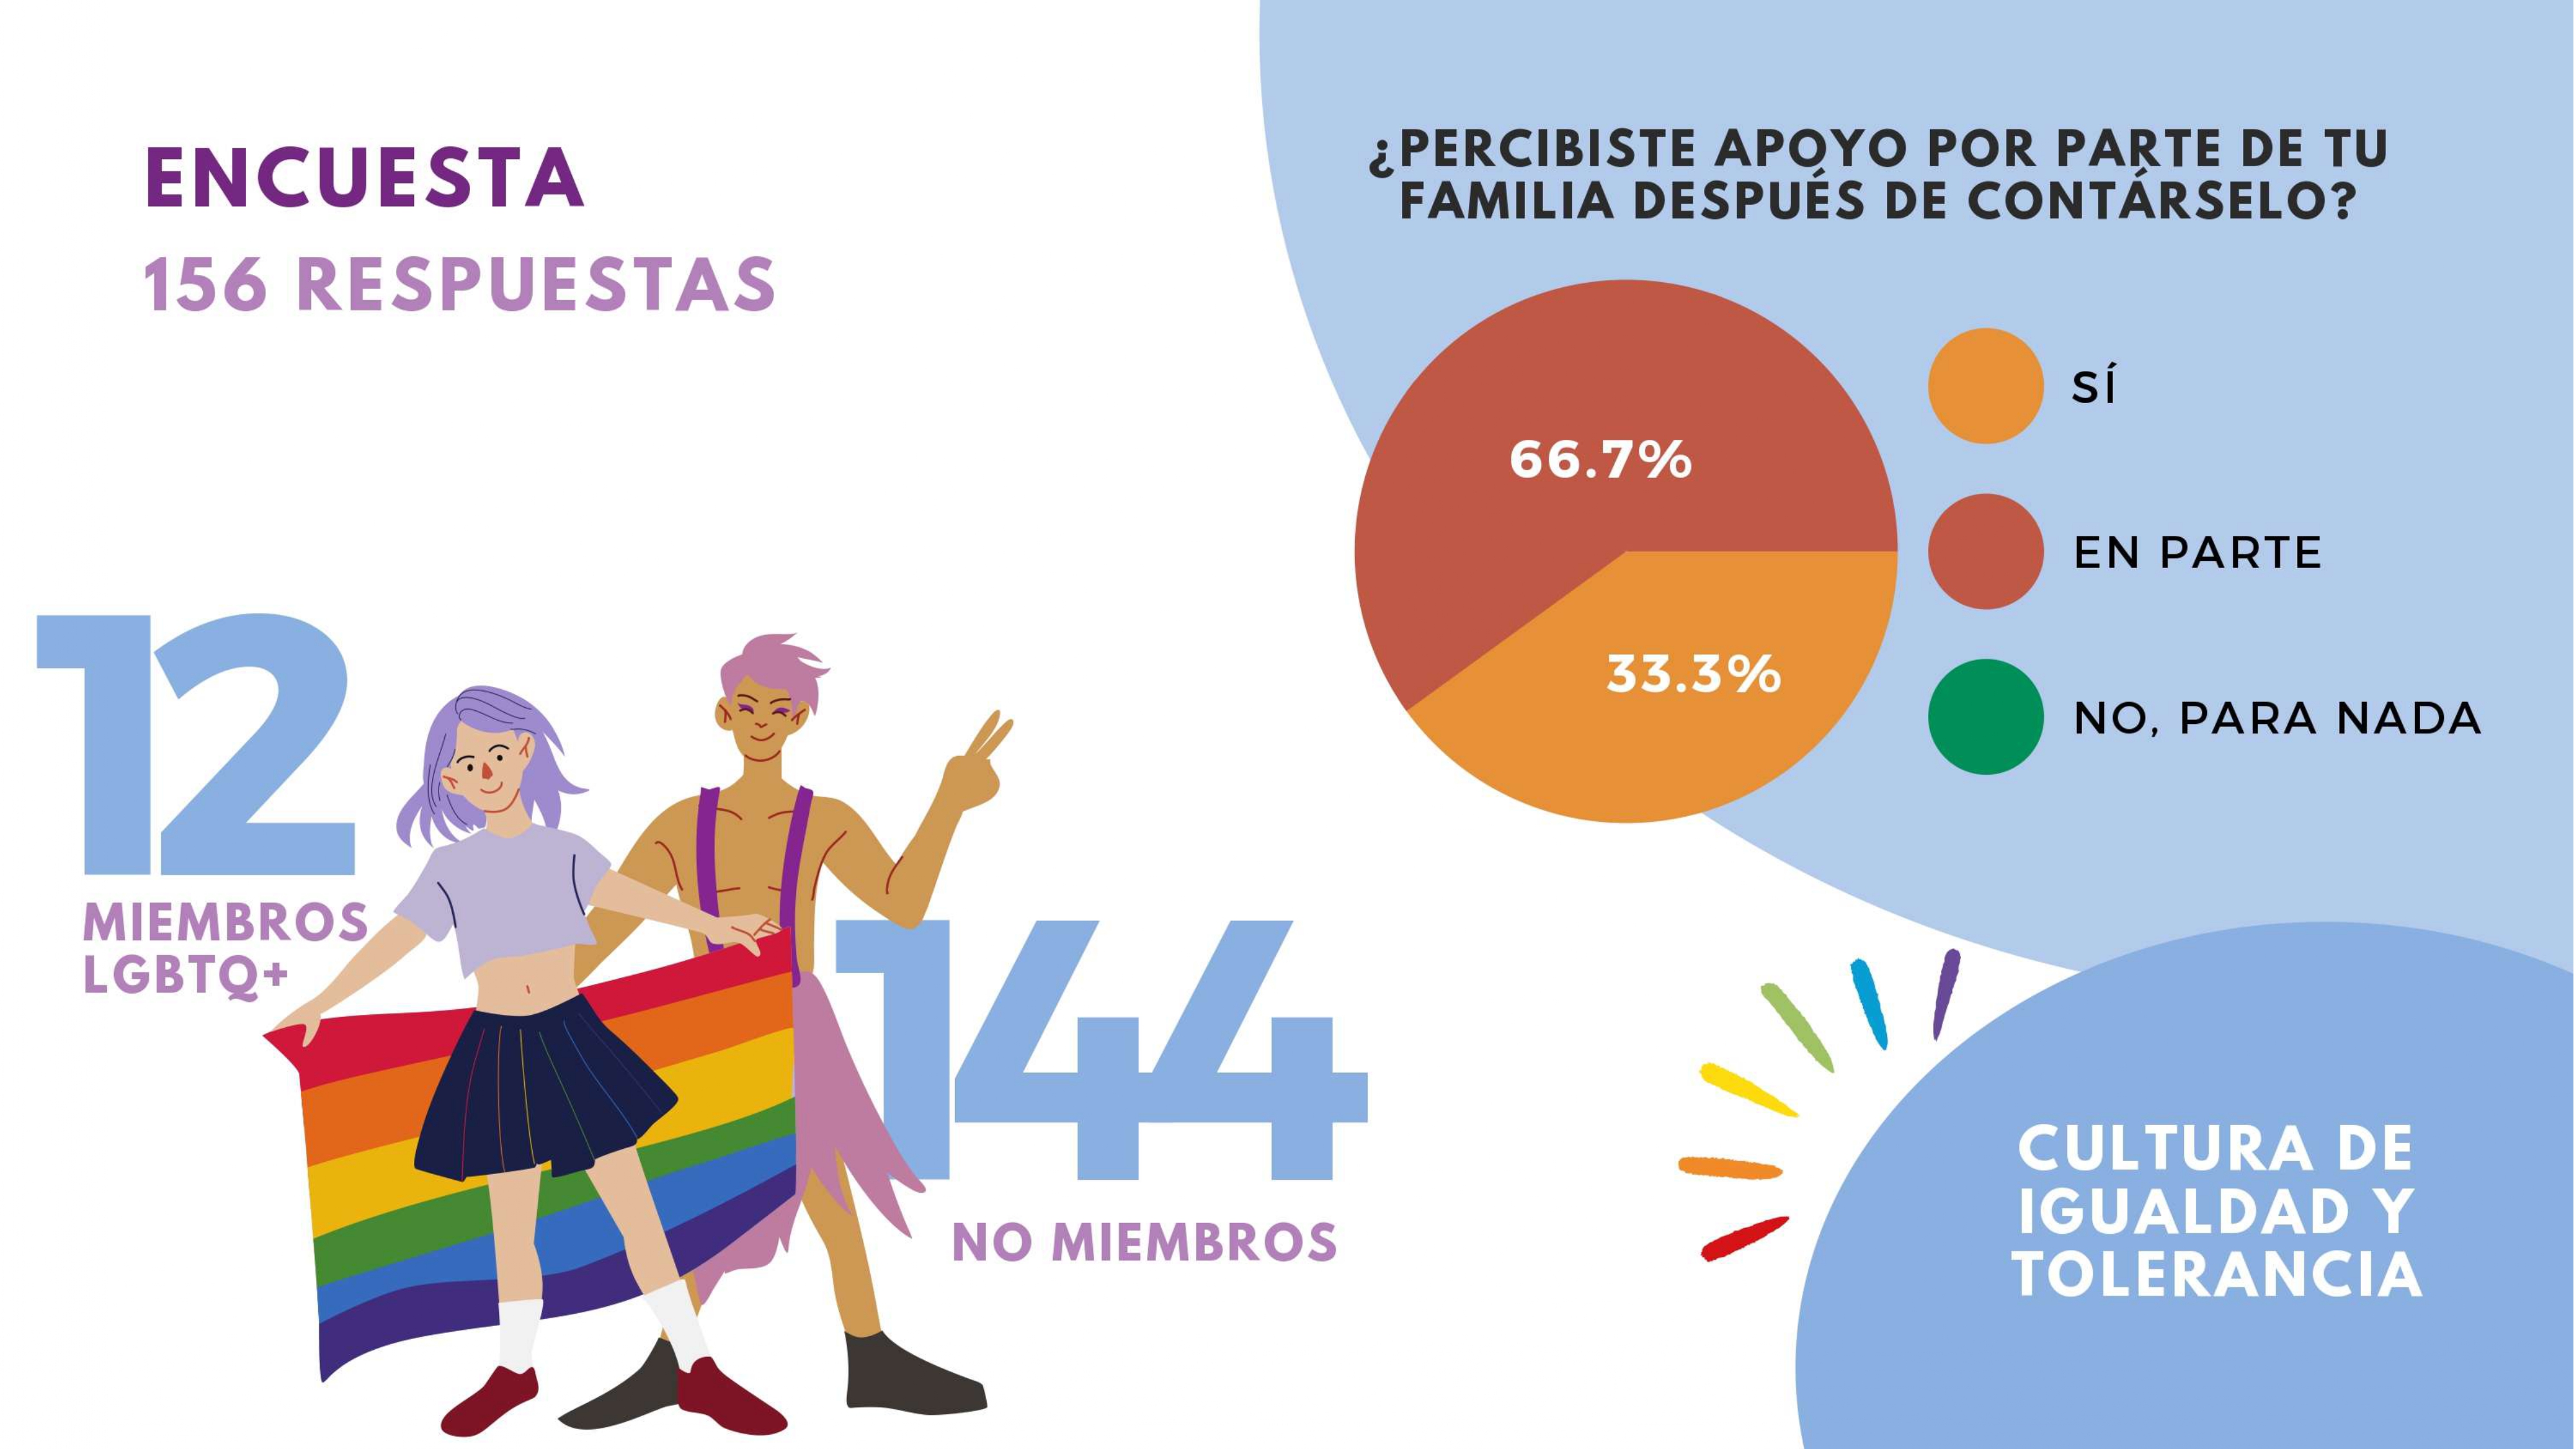 ENCUESTA
156 RESPUESTAS
12
MIEMBROS
LGBTQ+
144
NO MIEMBROS
¿PERCIBISTE APOYO POR PARTE DE TU
FAMILIA DESPUÉS DE CONTÁRSELO?
66.7%
33.3%
SÍ
EN PARTE
NO, PARA NADA
CULTURA DE
IGUALDAD Y
TOLERANCIA